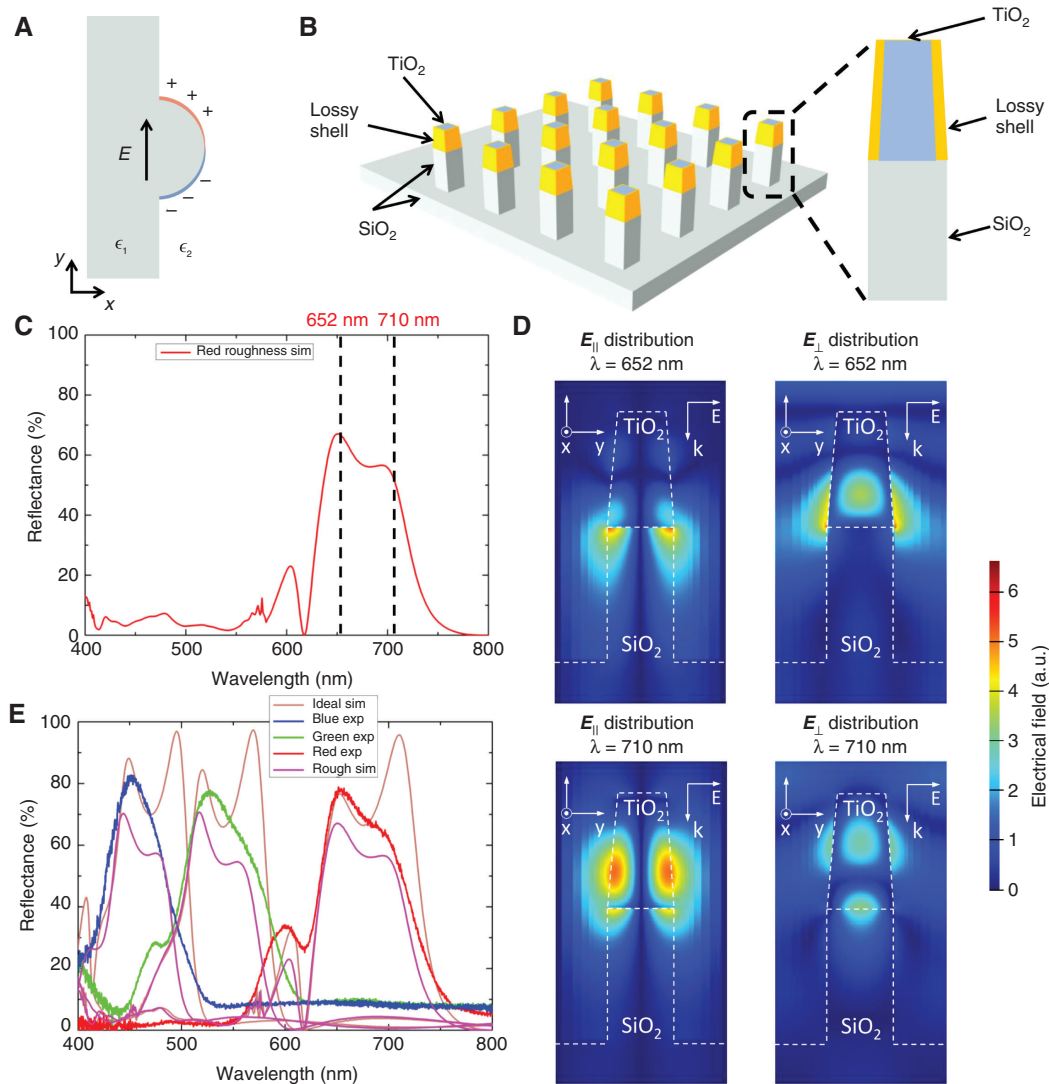 A
+
+
+
E
−
−
−
ϵ1
ϵ2
y
x
B
TiO2
Lossy
shell
SiO2
TiO2
Lossy
shell
SiO2
C
652 nm 710 nm
Red roughness sim
100
80
60
40
20
0
400 500 600 700 800
Reflectance (%)
Wavelength (nm)
D
E|| distribution
λ = 652 nm
x
y
TiO2
E
k
SiO2
E⊥ distribution
λ = 652 nm
x
y
TiO2
E
k
SiO2
E|| distribution
λ = 710 nm
x
y
TiO2
E
k
SiO2
E⊥ distribution
λ = 710 nm
x
y
TiO2
E
k
SiO2
6
5
4
3
2
1
0
Electrical field (a.u.)
E
Ideal sim
Blue exp
Green exp
Red exp
Rough sim
100
80
60
40
20
0
400 500 600 700 800
Reflectance (%)
Wavelength (nm)